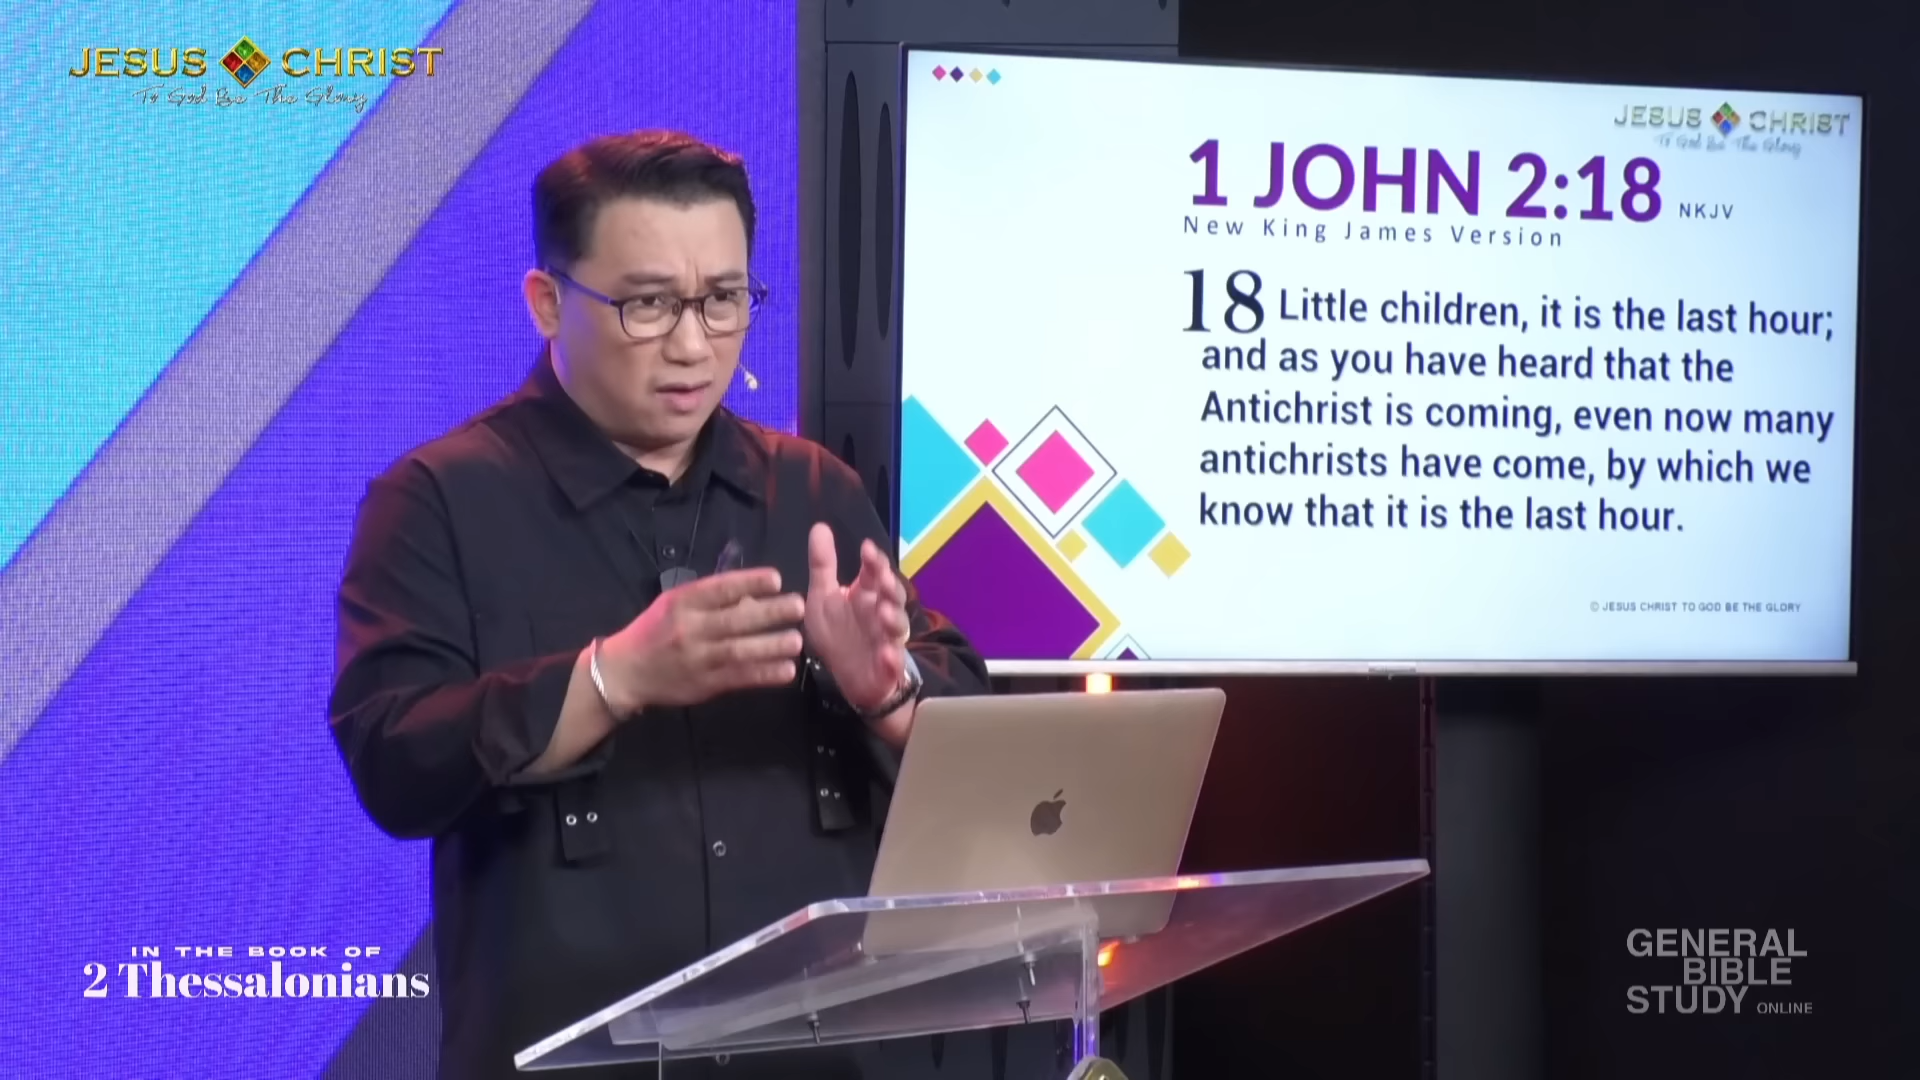 JESUS CHRIST
To God Be The Glory
JESUS CHRIST
To God Be The Glory
1 JOHN 2:18 NKJV
New King James Version
18 Little children, it is the last hour;
and as you have heard that the
Antichrist is coming, even now many
antichrists have come, by which we
know that it is the last hour.
© JESUS CHRIST TO GOD BE THE GLORY
IN THE BOOK OF
2 Thessalonians
GENERAL
BIBLE
STUDY ONLINE